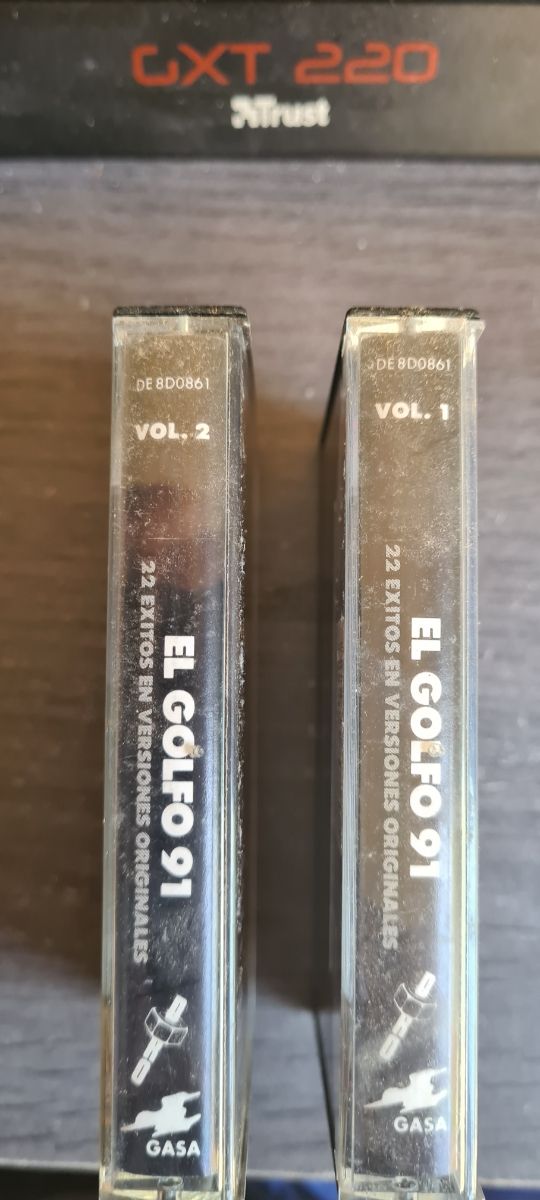 GXT 220
Trust
DE 8D0861
VOL. 2
EL GOLFO 91
22 EXITOS EN VERSIONES ORIGINALES
GASA
DE 8D0861
VOL. 1
EL GOLFO 91
22 EXITOS EN VERSIONES ORIGINALES
GASA